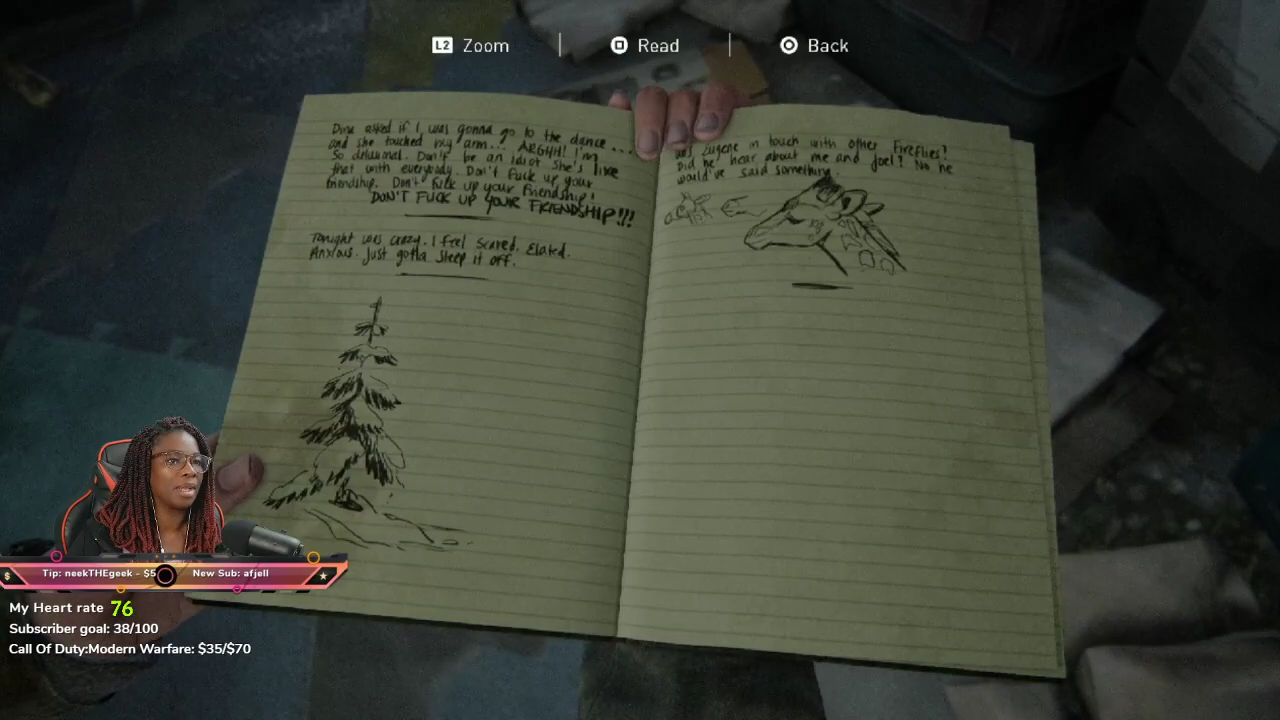 L2 Zoom | Read | Back
Dina asked if I was gonna go to the dance...
and she touched my arm... ARGHH! I'm
so delusional. Don't be an idiot she's like
that with everybody. Don't fuck up your
friendship. Don't fuck up your friendship!
DON'T FUCK UP YOUR FRIENDSHIP!!!
Tonight was crazy. I feel scared. Elated.
Anxious. Just gotta sleep it off.
Was Eugene in touch with other Fireflies?
Did he hear about me and Joel? No he
would've said something.
$ Tip: neekTHEgeek - $5 New Sub: afjell
My Heart rate 76
Subscriber goal: 38/100
Call Of Duty:Modern Warfare: $35/$70